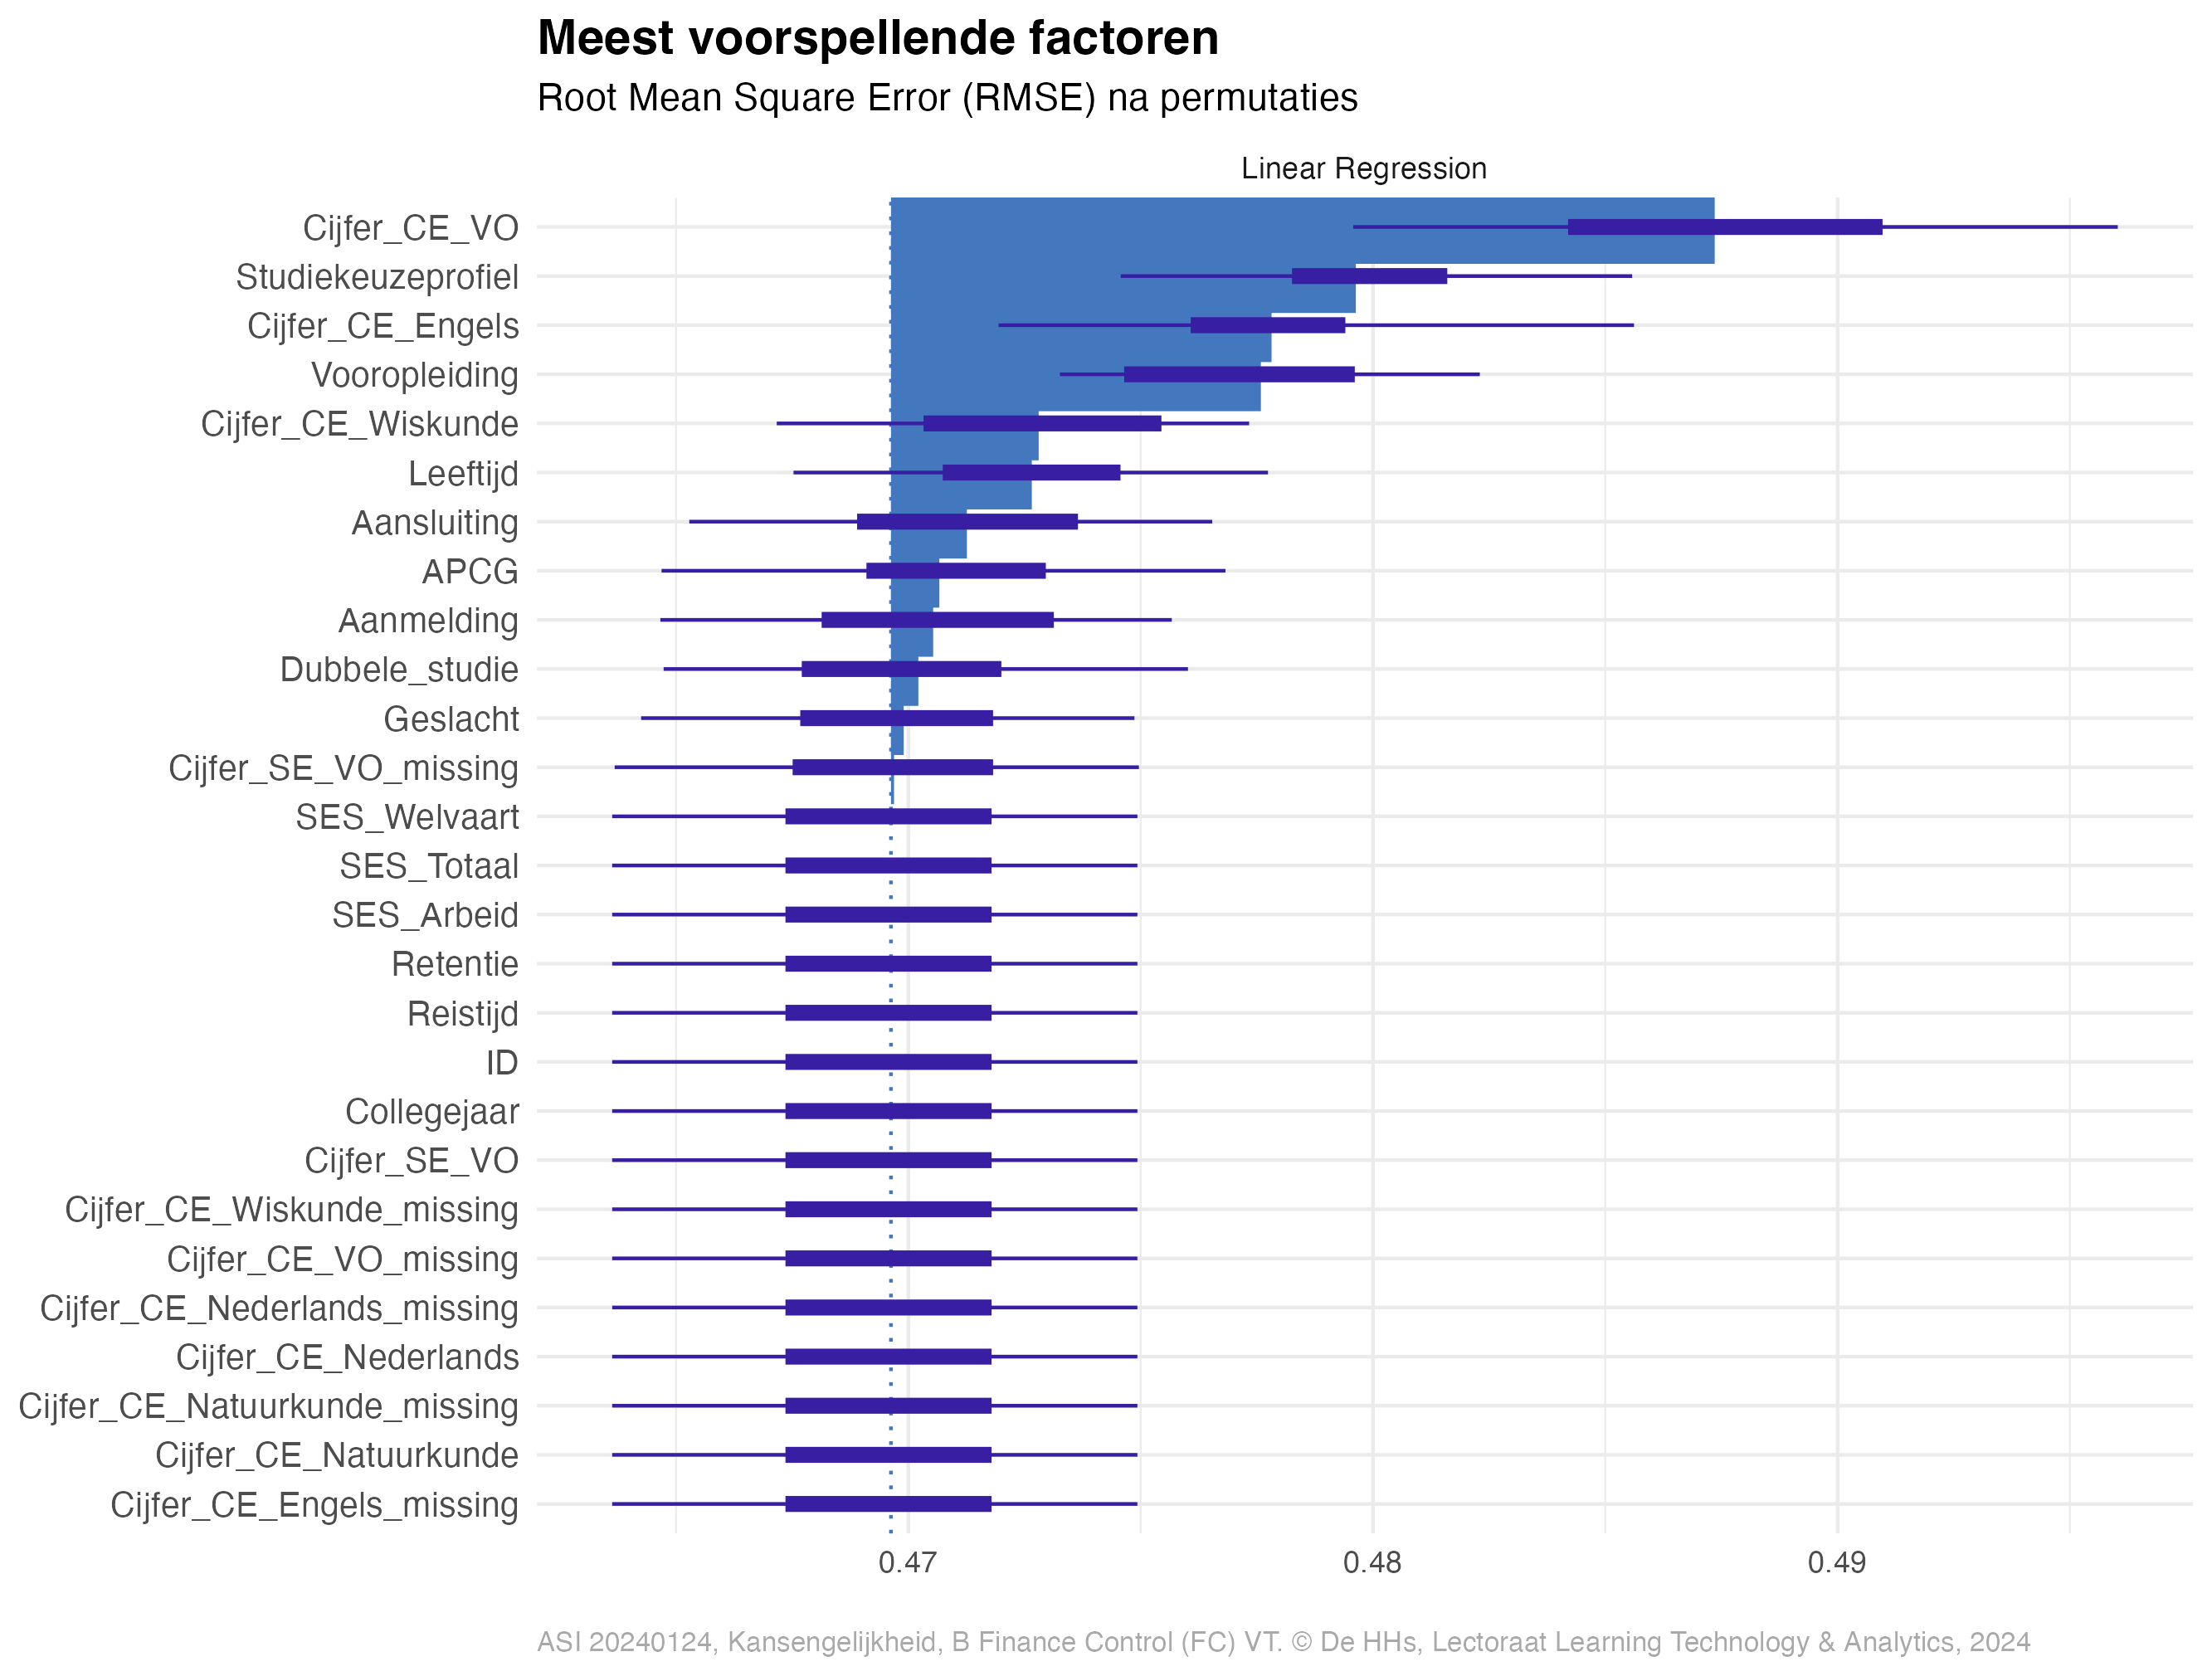 Meest voorspellende factoren
Root Mean Square Error (RMSE) na permutaties
Linear Regression
Cijfer_CE_VO
Studiekeuzeprofiel
Cijfer_CE_Engels
Vooropleiding
Cijfer_CE_Wiskunde
Leeftijd
Aansluiting
APCG
Aanmelding
Dubbele_studie
Geslacht
Cijfer_SE_VO_missing
SES_Welvaart
SES_Totaal
SES_Arbeid
Retentie
Reistijd
ID
Collegejaar
Cijfer_SE_VO
Cijfer_CE_Wiskunde_missing
Cijfer_CE_VO_missing
Cijfer_CE_Nederlands_missing
Cijfer_CE_Nederlands
Cijfer_CE_Natuurkunde_missing
Cijfer_CE_Natuurkunde
Cijfer_CE_Engels_missing
0.47 0.48 0.49
ASI 20240124, Kansengelijkheid, B Finance Control (FC) VT. © De HHs, Lectoraat Learning Technology & Analytics, 2024